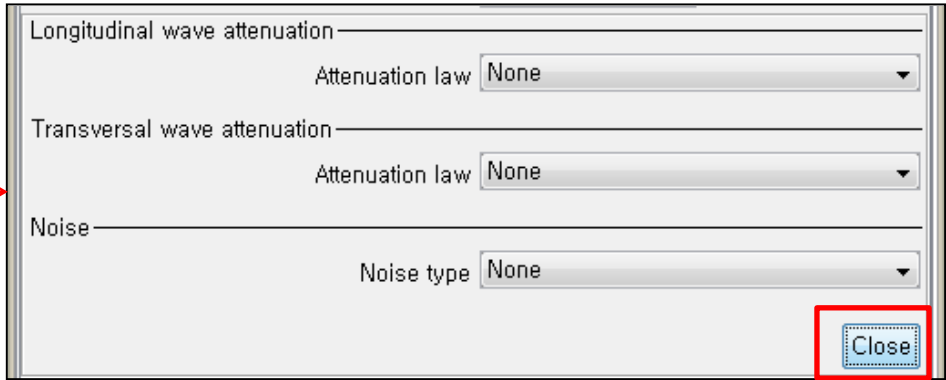 Longitudinal wave attenuation
Attenuation law None
Transversal wave attenuation
Attenuation law None
Noise
Noise type None
Close